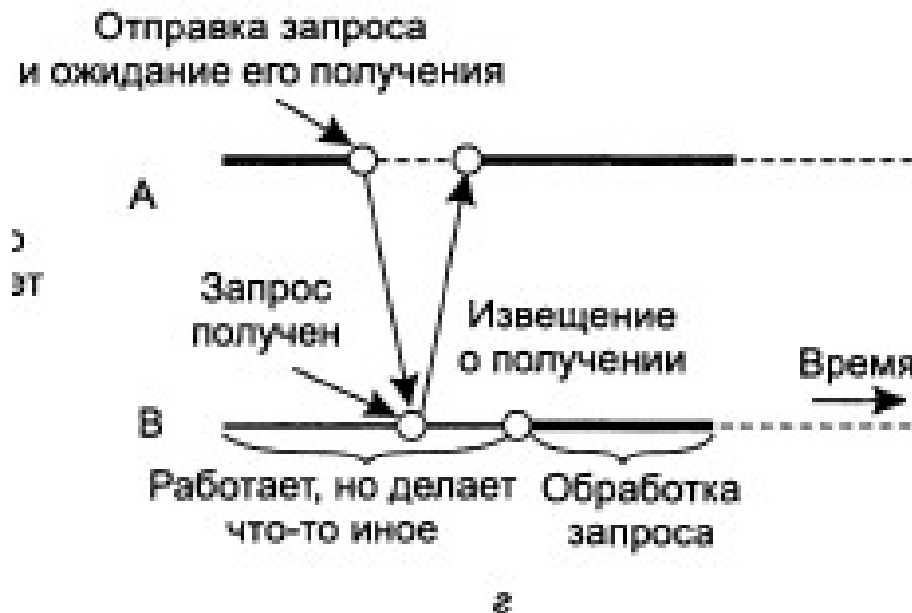 Отправка запроса
и ожидание его получения
А
Запрос
получен
Извещение
о получении
Время
В
Работает, но делает
что-то иное
Обработка
запроса
г